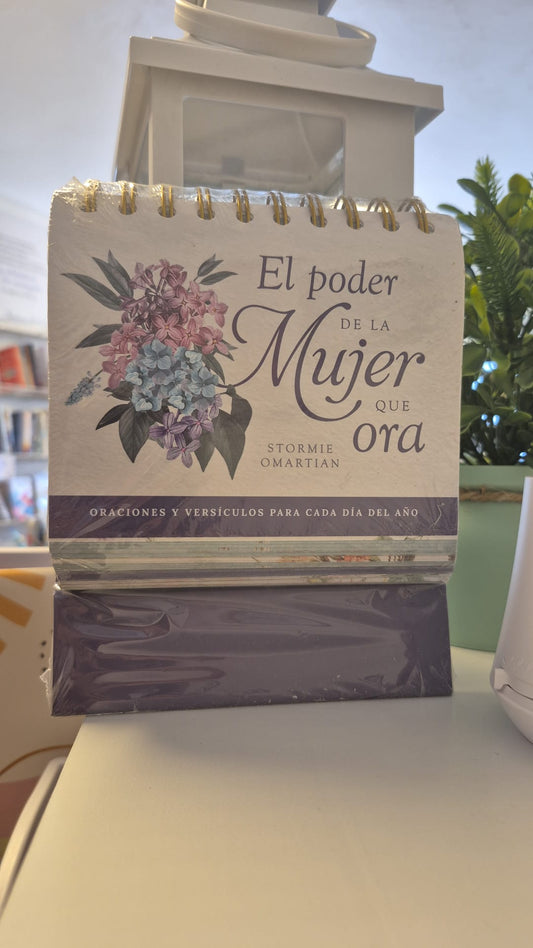 El poder
DE LA
Mujer
QUE
ora
STORMIE
OMARTIAN
ORACIONES Y VERSÍCULOS PARA CADA DÍA DEL AÑO